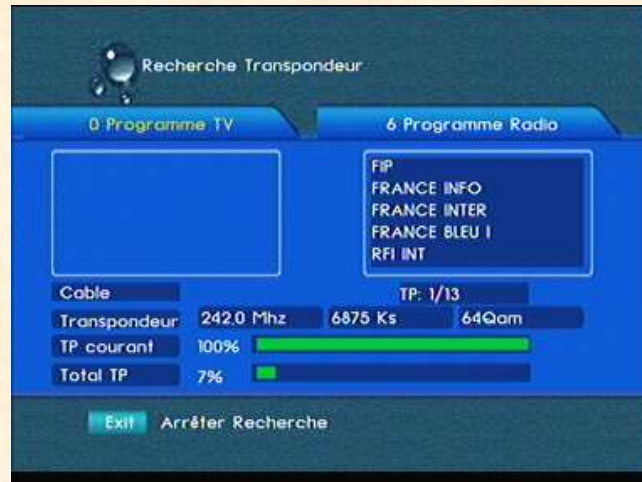 Recherche Transpondeur
0 Programme TV
6 Programme Radio
FIP
FRANCE INFO
FRANCE INTER
FRANCE BLEU I
RFI INT
Cable
TP: 1/13
Transpondeur 242.0 Mhz 6875 Ks 64Qam
TP courant 100%
Total TP 7%
Exit Arrêter Recherche